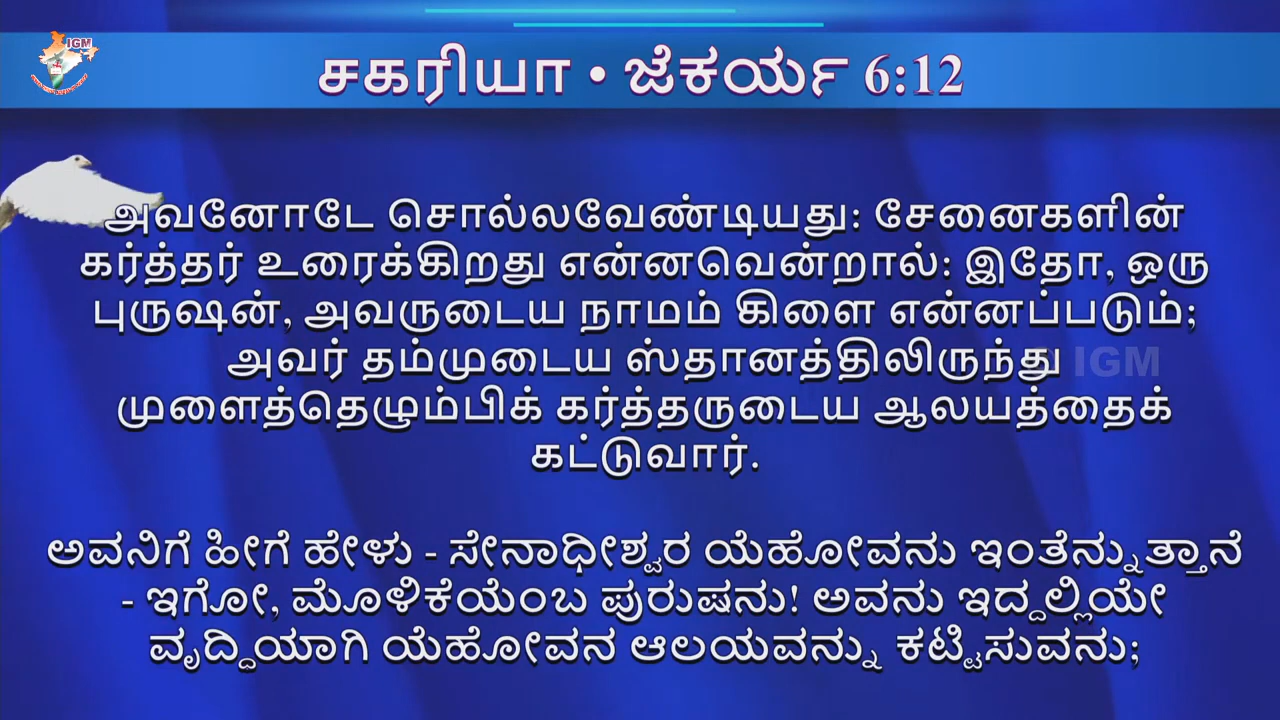 IGM
சகரியா • ಜೆಕರ್ಯ 6:12
அவனோடே சொல்லவேண்டியது: சேனைகளின்
கர்த்தர் உரைக்கிறது என்னவென்றால்: இதோ, ஒரு
புருஷன், அவருடைய நாமம் கிளை என்னப்படும்;
அவர் தம்முடைய ஸ்தானத்திலிருந்து
IGM
முளைத்தெழும்பிக் கர்த்தருடைய ஆலயத்தைக்
கட்டுவார்.
ಅವನಿಗೆ ಹೀಗೆ ಹೇಳು - ಸೇನಾಧೀಶ್ವರ ಯೆಹೋವನು ಇಂತೆನ್ನುತ್ತಾನೆ
- ಇಗೋ, ಮೊಳಿಕೆಯೆಂಬ ಪುರುಷನು! ಅವನು ಇದ್ದಲ್ಲಿಯೇ
ವೃದ್ಧಿಯಾಗಿ ಯೆಹೋವನ ಆಲಯವನ್ನು ಕಟ್ಟಿಸುವನು;